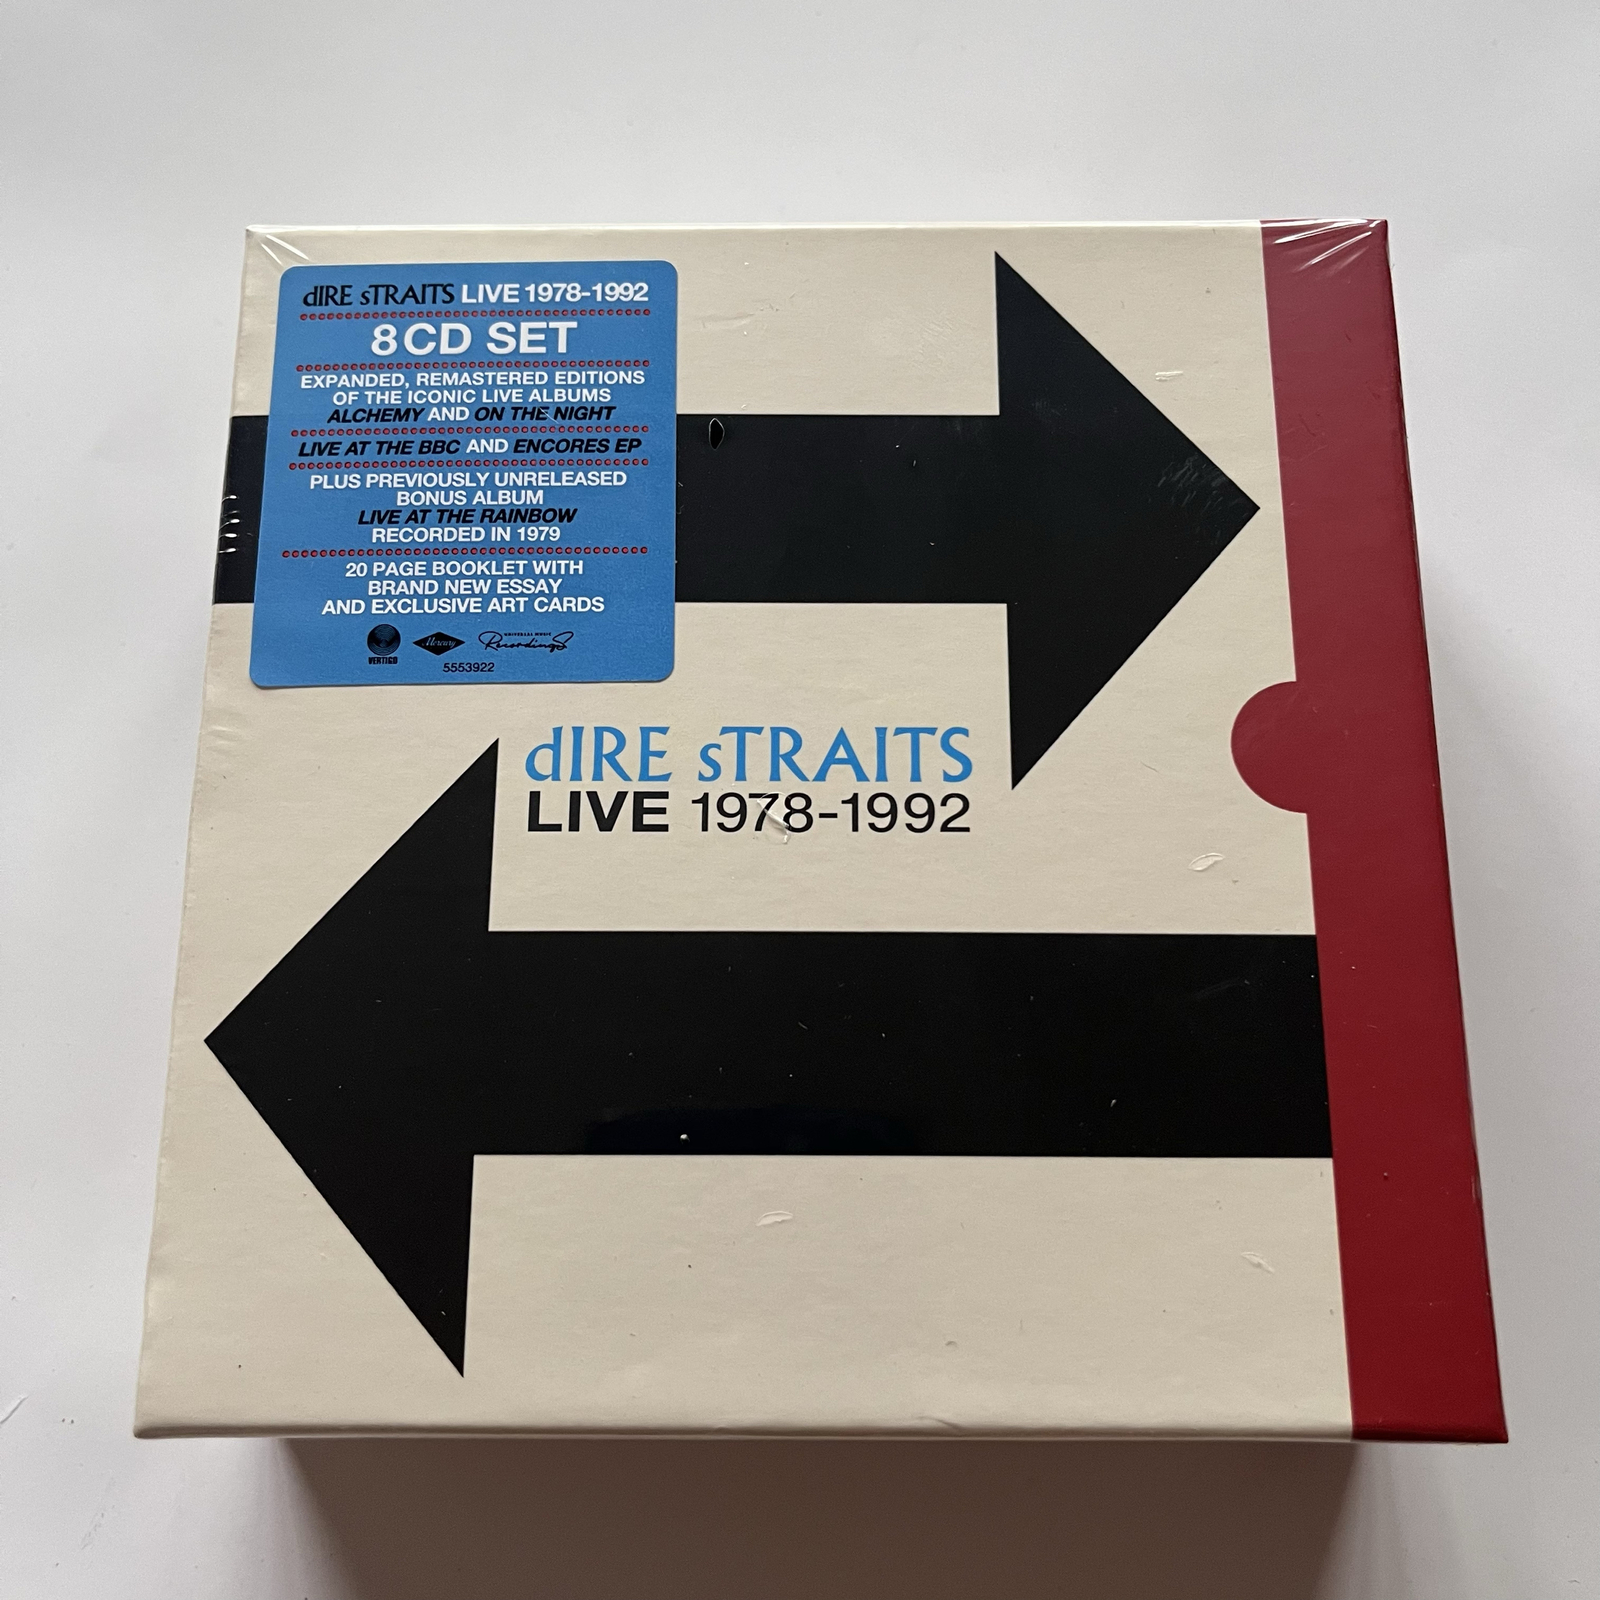 dIRE sTRAITS LIVE 1978-1992
8CD SET
EXPANDED, REMASTERED EDITIONS
OF THE ICONIC LIVE ALBUMS
ALCHEMY AND ON THE NIGHT
LIVE AT THE BBC AND ENCORES EP
PLUS PREVIOUSLY UNRELEASED
BONUS ALBUM
LIVE AT THE RAINBOW
RECORDED IN 1979
20 PAGE BOOKLET WITH
BRAND NEW ESSAY
AND EXCLUSIVE ART CARDS
VERTIGO
Mercury
UNIVERSAL MUSIC
RecordingS
5553922
dIRE sTRAITS
LIVE 1978-1992